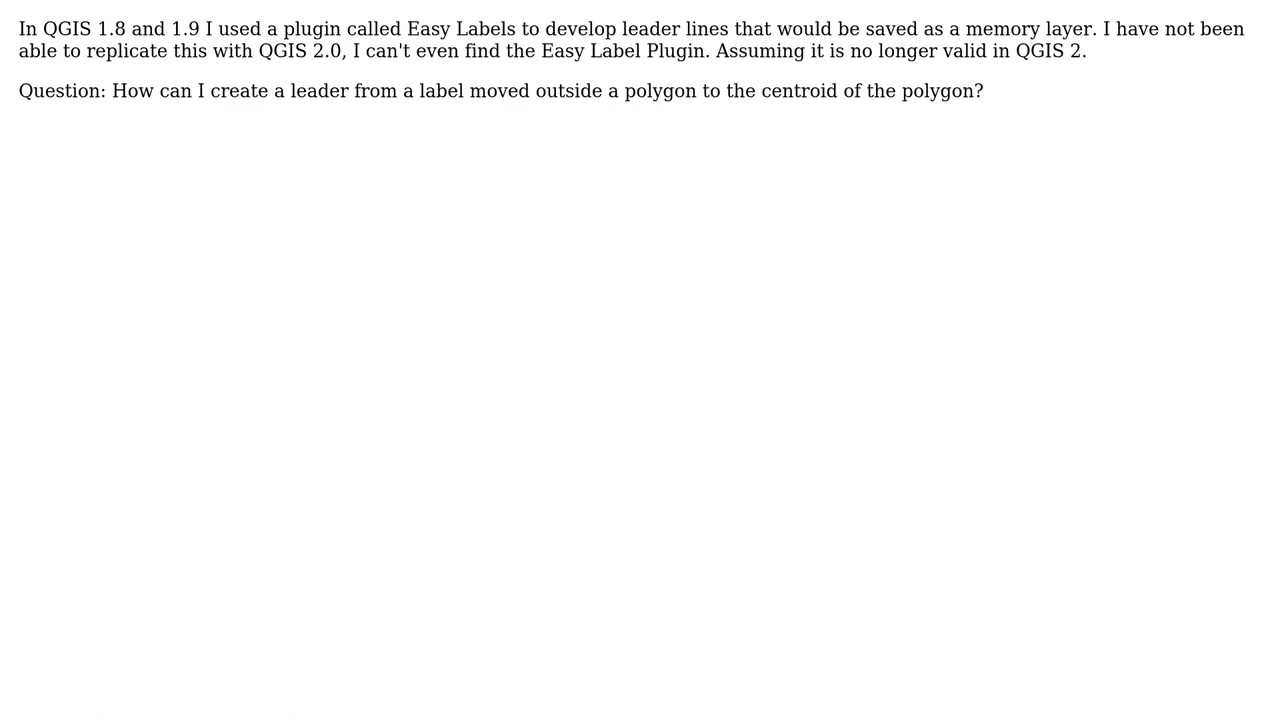 In QGIS 1.8 and 1.9 I used a plugin called Easy Labels to develop leader lines that would be saved as a memory layer. I have not been
able to replicate this with QGIS 2.0, I can't even find the Easy Label Plugin. Assuming it is no longer valid in QGIS 2.
Question: How can I create a leader from a label moved outside a polygon to the centroid of the polygon?